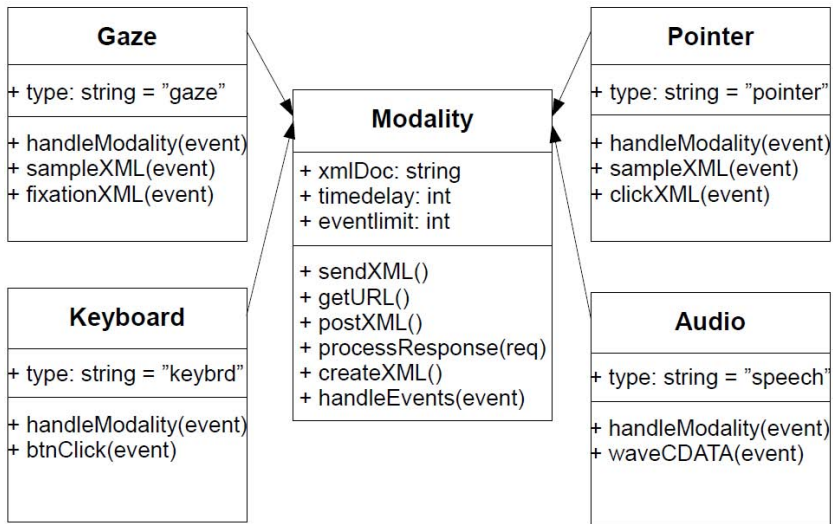 Gaze
+ type: string = ”gaze”
+ handleModality(event)
+ sampleXML(event)
+ fixationXML(event)
Keyboard
+ type: string = ”keybrd”
+ handleModality(event)
+ btnClick(event)
Modality
+ xmlDoc: string
+ timedelay: int
+ eventlimit: int
+ sendXML()
+ getURL()
+ postXML()
+ processResponse(req)
+ createXML()
+ handleEvents(event)
Pointer
+ type: string = ”pointer”
+ handleModality(event)
+ sampleXML(event)
+ clickXML(event)
Audio
+ type: string = ”speech”
+ handleModality(event)
+ waveCDATA(event)